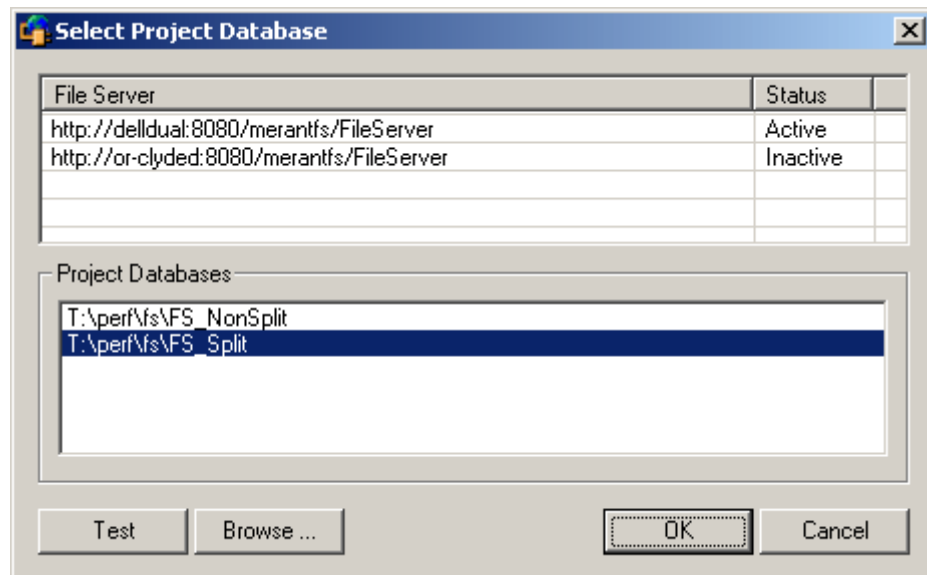 Select Project Database
File Server Status
http://delldual:8080/merantfs/FileServer Active
http://or-clyded:8080/merantfs/FileServer Inactive
Project Databases
T:\perf\fs\FS_NonSplit
T:\perf\fs\FS_Split
Test Browse ... OK Cancel